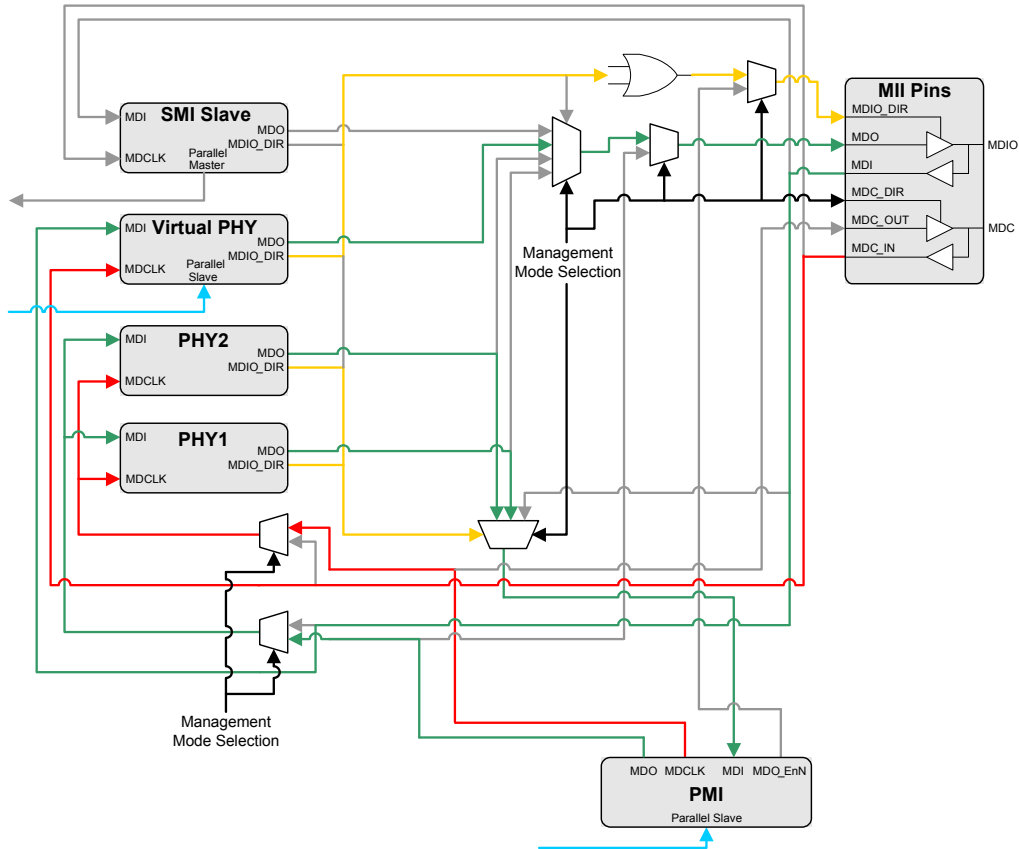 MII Pins
MDIO_DIR
MDO
MDIO
MDI
MDC_DIR
MDC_OUT
MDC
MDC_IN
SMI Slave
MDI
MDO
MDIO_DIR
MDCLK
Parallel
Master
Virtual PHY
MDI
MDO
MDIO_DIR
MDCLK
Parallel
Slave
Management
Mode Selection
PHY2
MDI
MDO
MDIO_DIR
MDCLK
PHY1
MDI
MDO
MDIO_DIR
MDCLK
Management
Mode Selection
MDO MDCLK MDI MDO_EnN
PMI
Parallel Slave